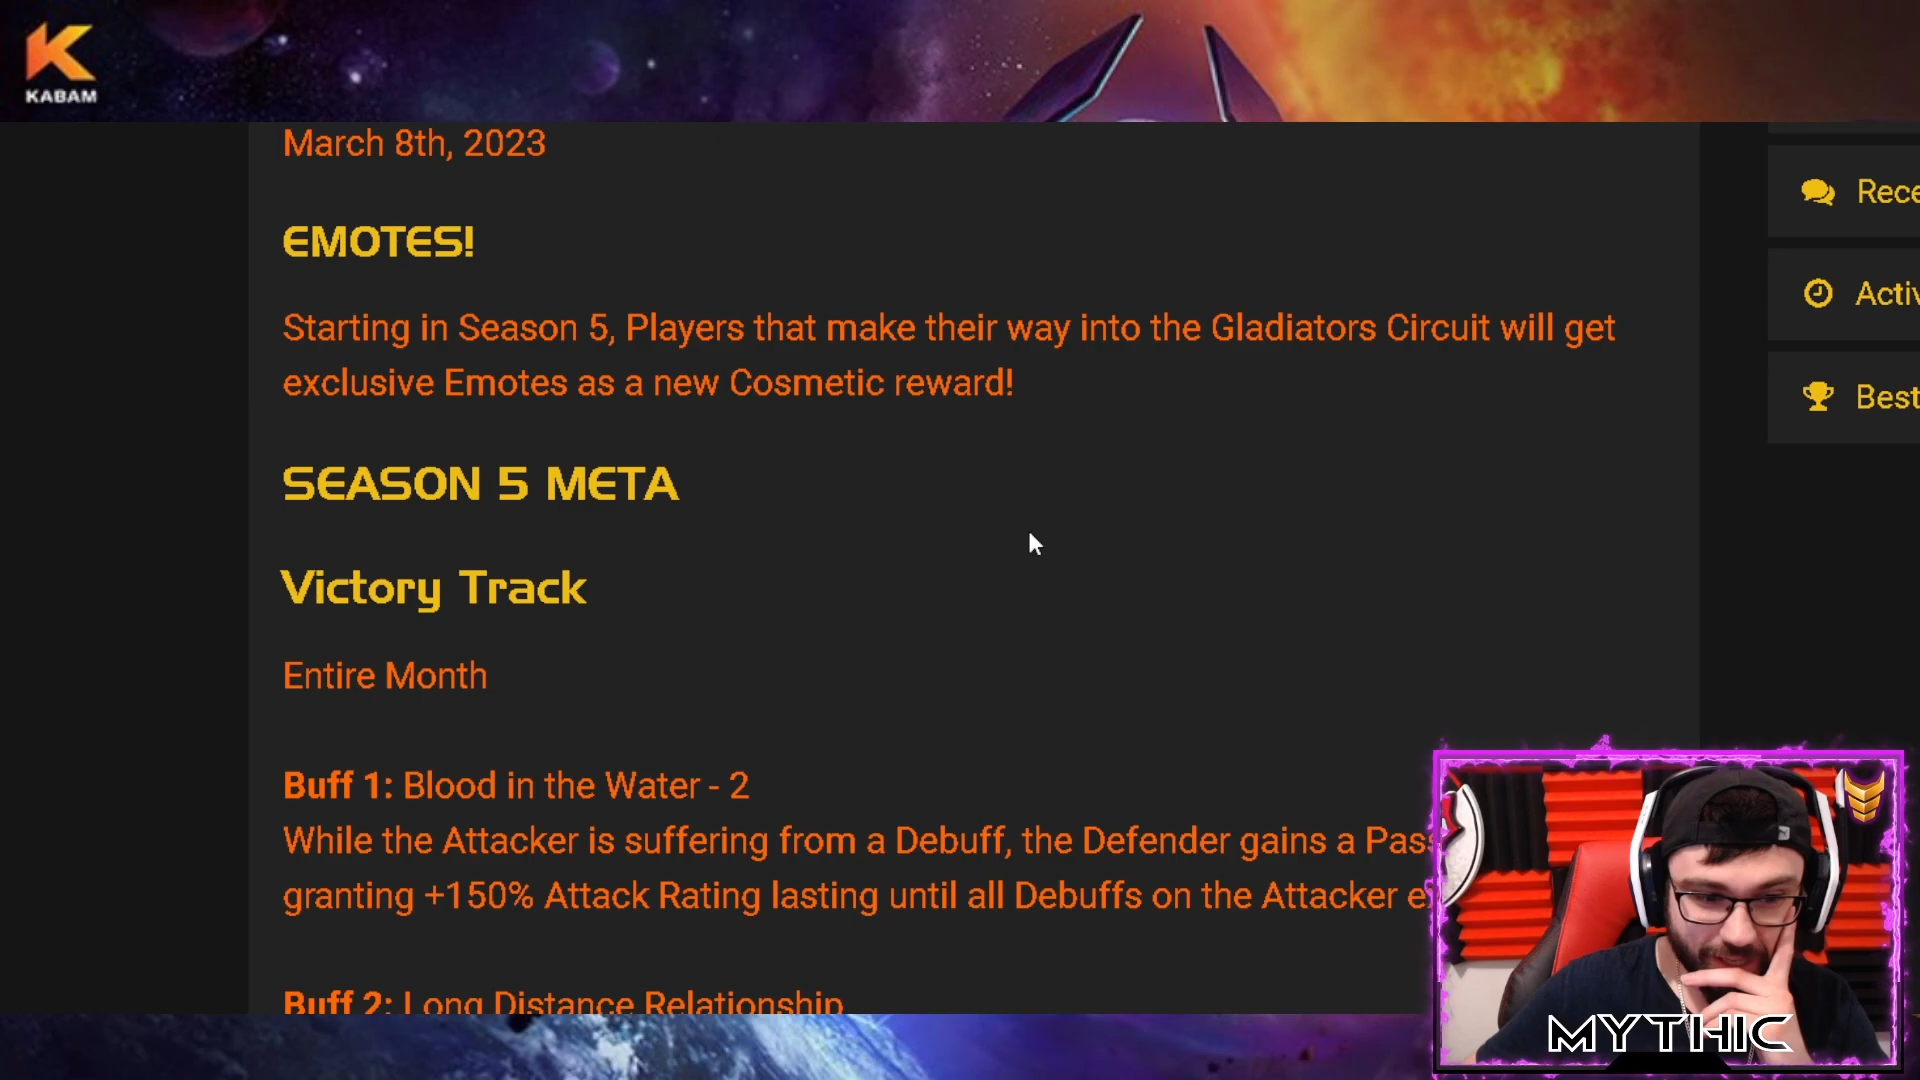 KABAM
March 8th, 2023
EMOTES!
Starting in Season 5, Players that make their way into the Gladiators Circuit will get
exclusive Emotes as a new Cosmetic reward!
SEASON 5 META
Victory Track
Entire Month
Buff 1: Blood in the Water - 2
While the Attacker is suffering from a Debuff, the Defender gains a
granting +150% Attack Rating lasting until all Debuffs on the Attacker
Buff 2: Long Distance Relationship
Rece
Activ
Best
MYTHIC